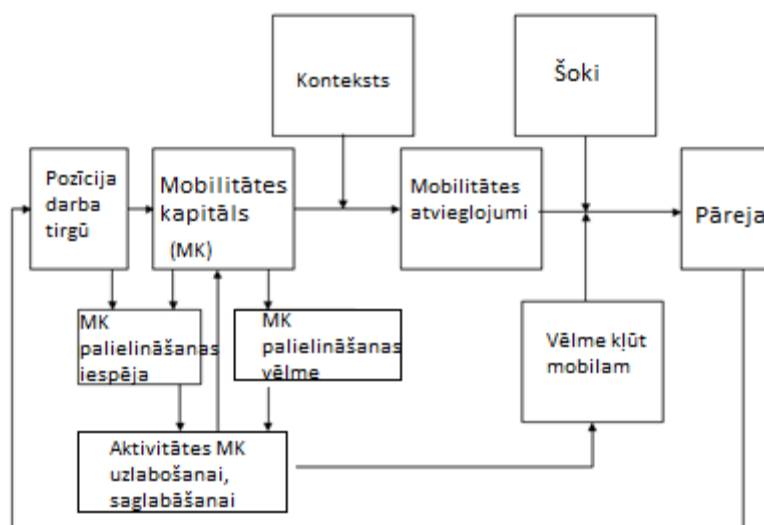 Konteksts
Šoki
Pozīcija
darba
tirgū
Mobilitātes
kapitāls
(MK)
Mobilitātes
atvieglojumi
Pāreja
MK
palielināšanas
iespēja
MK
palielināšanas
vēlme
Vēlme kļūt
mobilam
Aktivitātes MK
uzlabošanai,
saglabāšanai